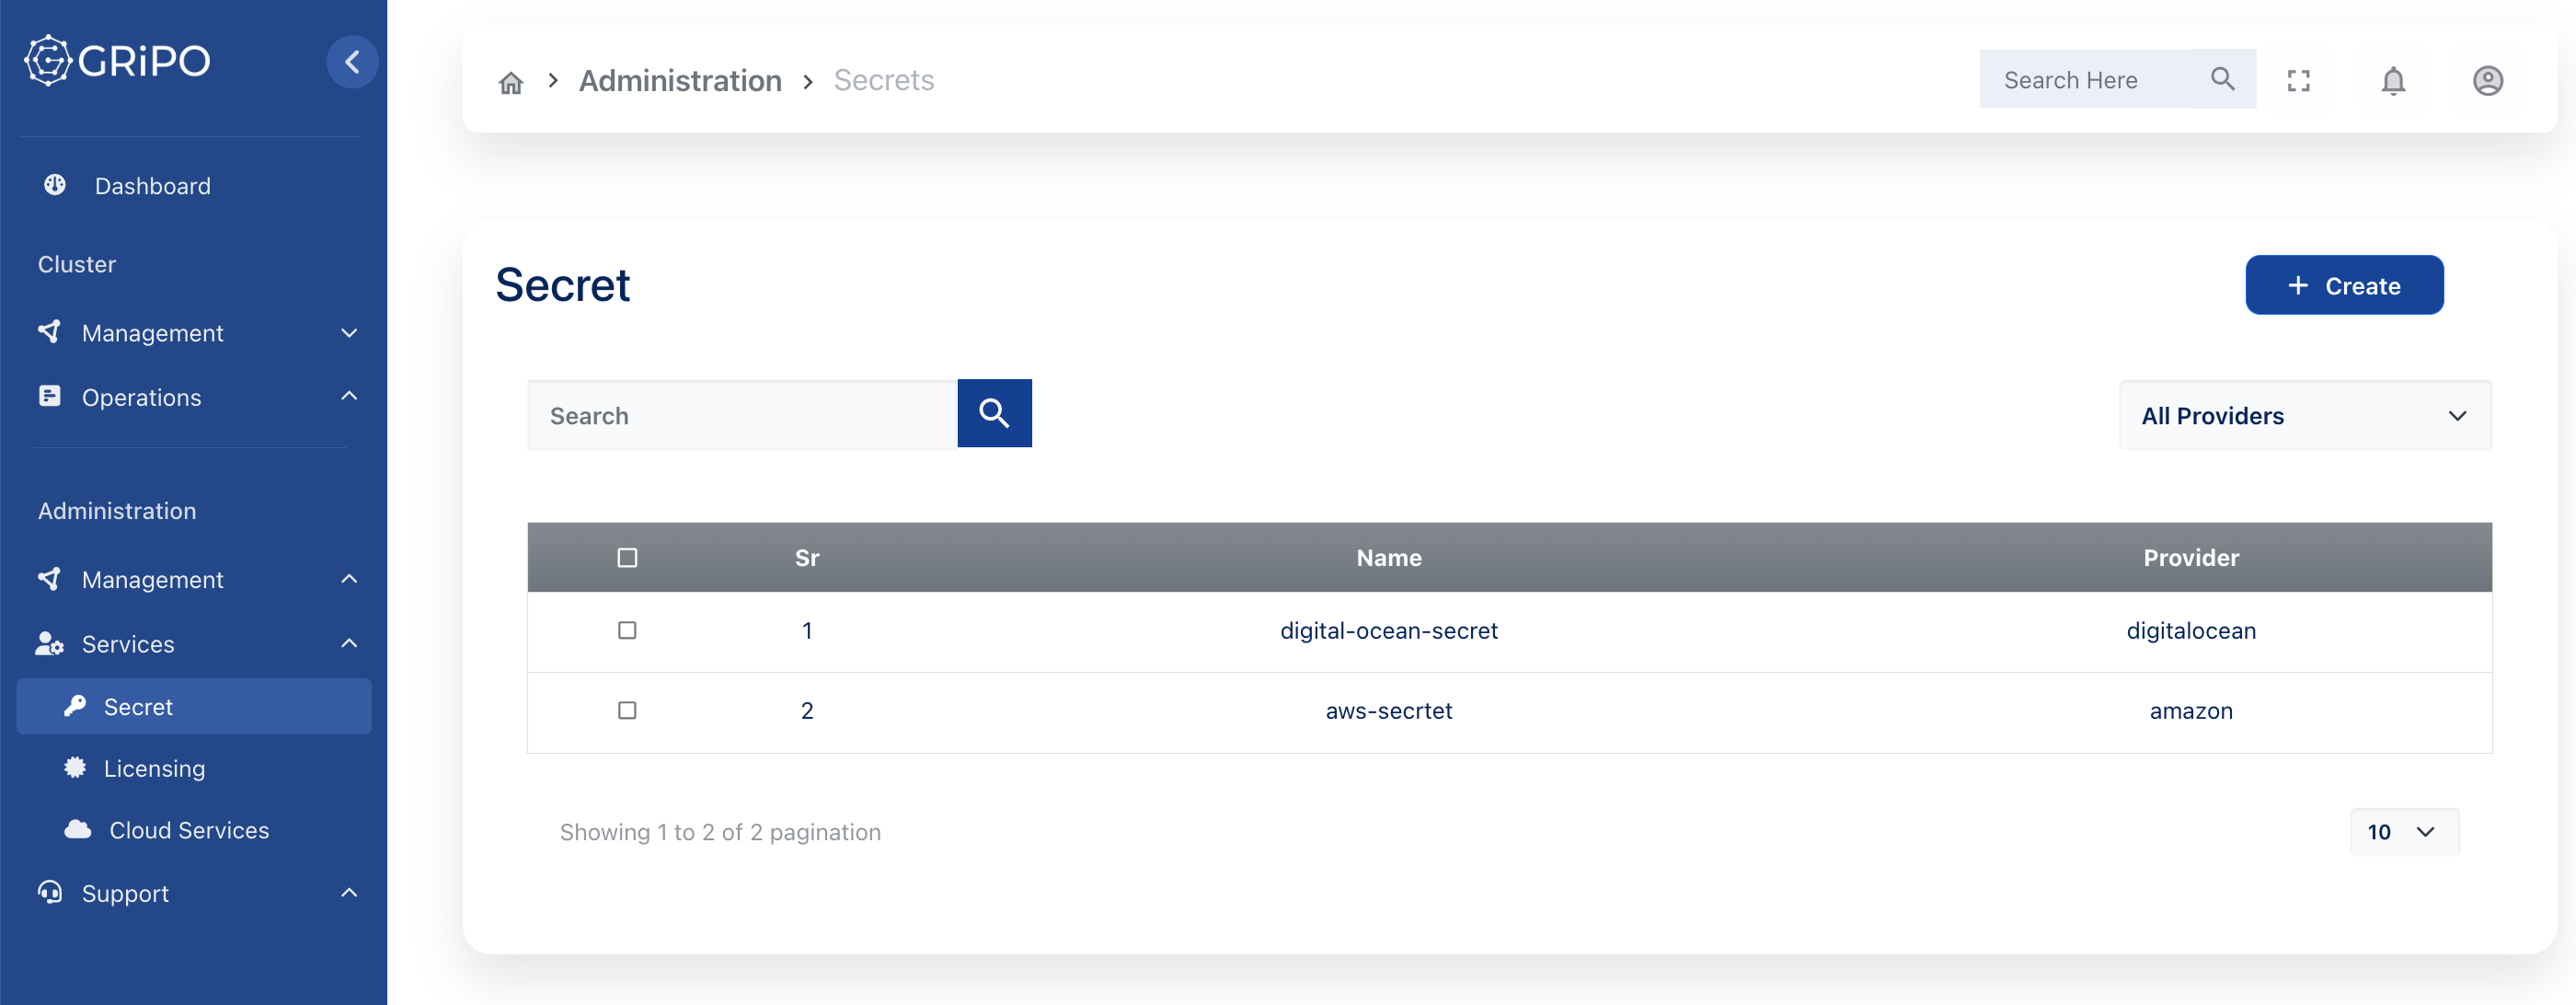 GRiPO
Dashboard
Cluster
Management
Operations
Administration
Management
Services
Secret
Licensing
Cloud Services
Support
Administration Secrets
Search Here
Secret
+ Create
Search
All Providers
Sr Name Provider
1 digital-ocean-secret digitalocean
2 aws-secrtet amazon
Showing 1 to 2 of 2 pagination
10